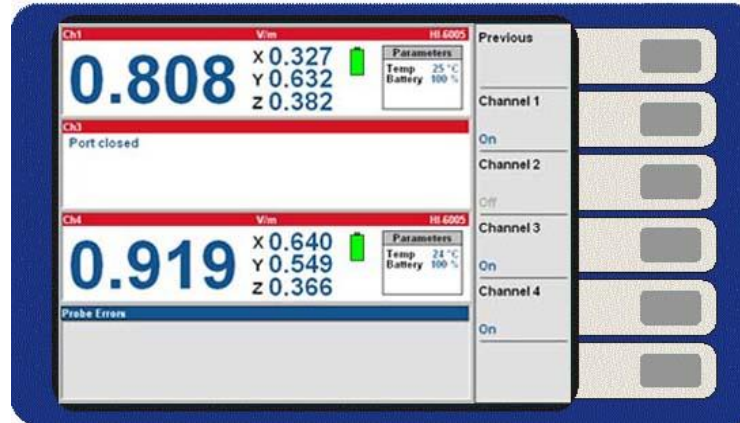 Ch1 V/m HI-6005
0.808
X 0.327
Y 0.632
Z 0.382
Parameters
Temp 25 °C
Battery 100 %
Ch3
Port closed
Ch4 V/m HI-6005
0.919
X 0.640
Y 0.549
Z 0.366
Parameters
Temp 24 °C
Battery 100 %
Probe Errors
Previous
Channel 1
On
Channel 2
Off
Channel 3
On
Channel 4
On